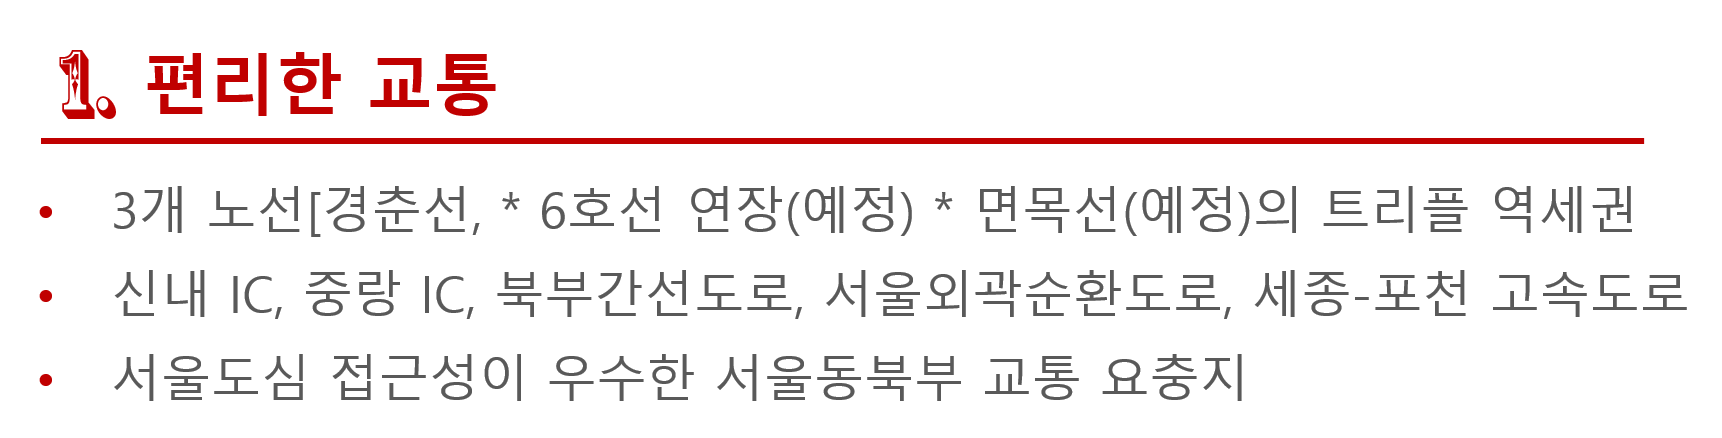 1. 편리한 교통
• 3개 노선[경춘선, * 6호선 연장(예정) * 면목선(예정)의 트리플 역세권
• 신내 IC, 중랑 IC, 북부간선도로, 서울외곽순환도로, 세종-포천 고속도로
• 서울도심 접근성이 우수한 서울동북부 교통 요충지